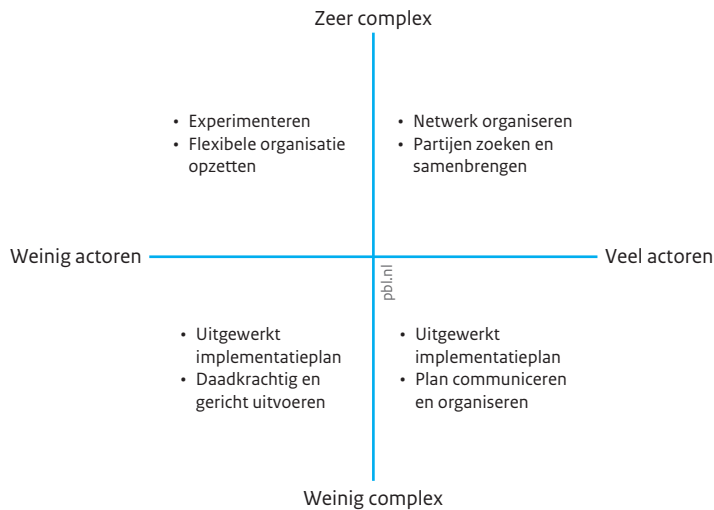 Zeer complex
• Experimenteren
• Flexibele organisatie
opzetten
• Netwerk organiseren
• Partijen zoeken en
samenbrengen
Weinig actoren
Veel actoren
pbl.nl
• Uitgewerkt
implementatieplan
• Daadkrachtig en
gericht uitvoeren
• Uitgewerkt
implementatieplan
• Plan communiceren
en organiseren
Weinig complex